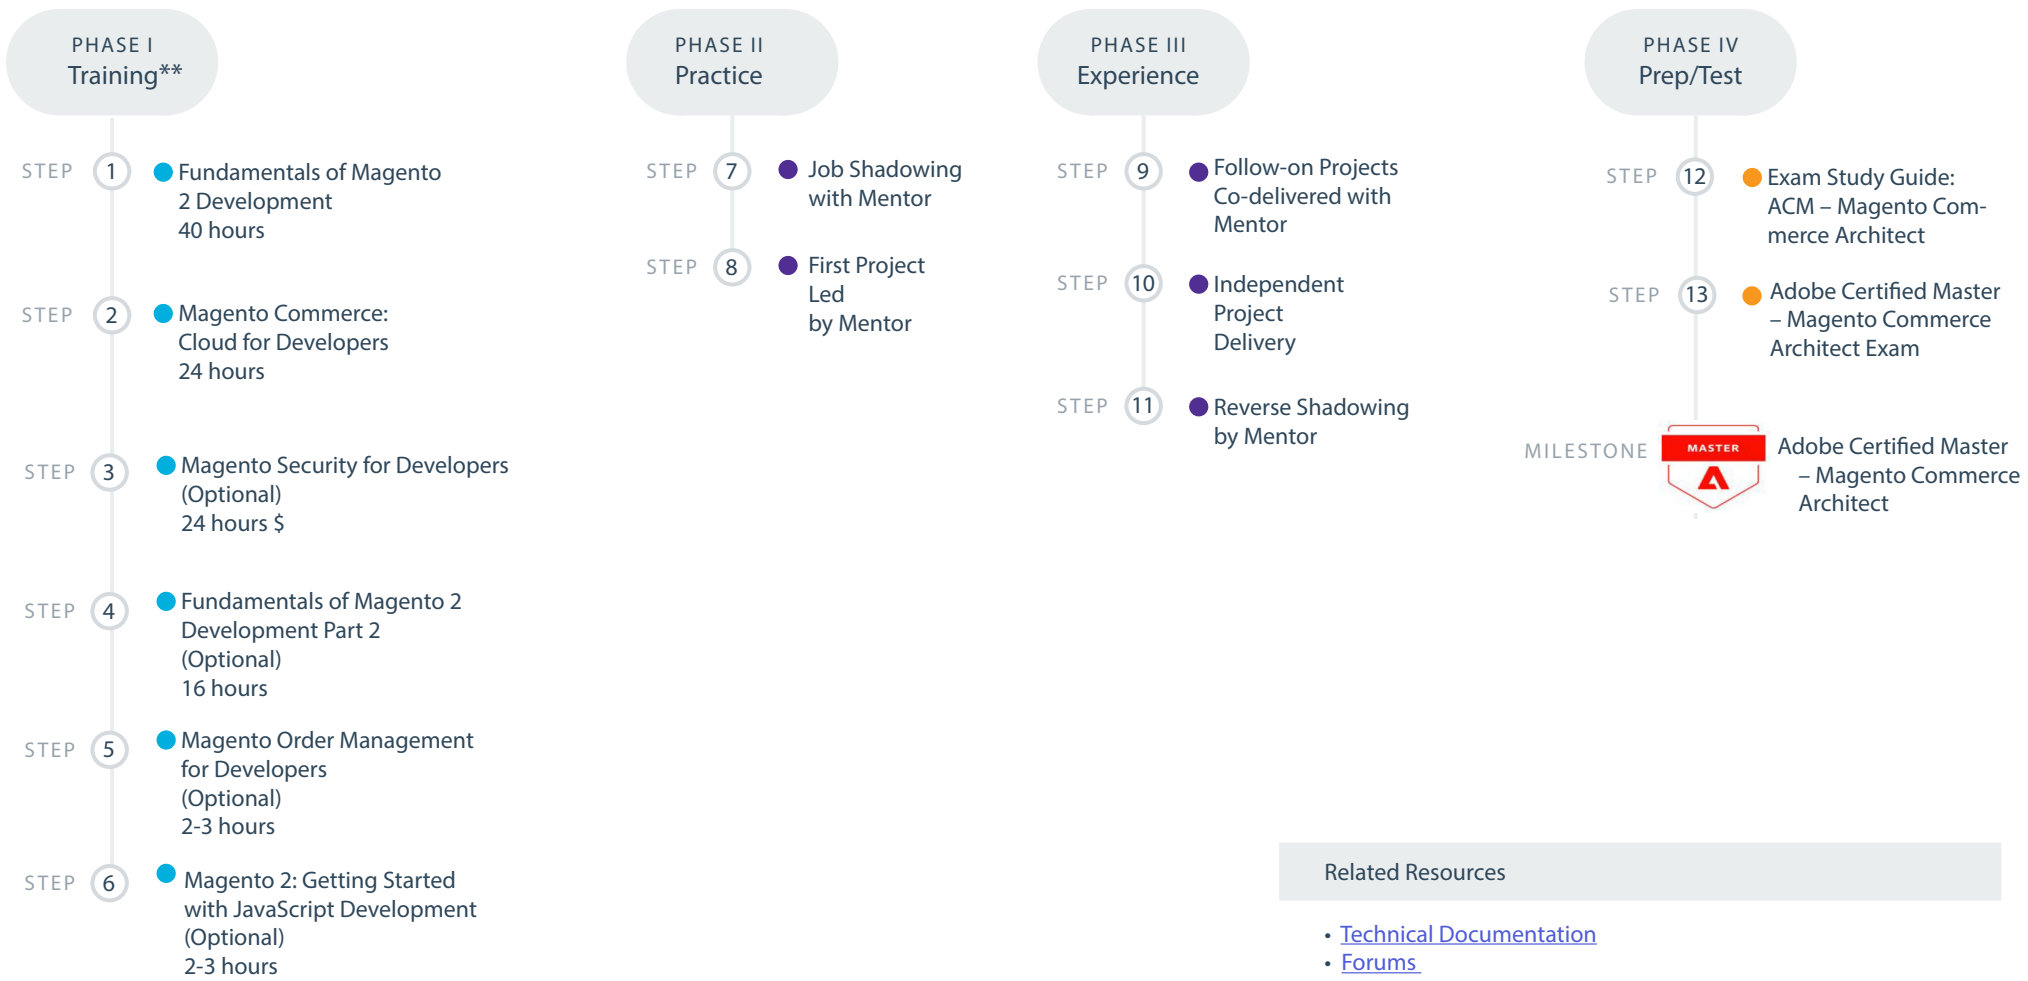 PHASE I
Training**
STEP 1
Fundamentals of Magento
2 Development
40 hours
STEP 2
Magento Commerce:
Cloud for Developers
24 hours
STEP 3
Magento Security for Developers
(Optional)
24 hours $
STEP 4
Fundamentals of Magento 2
Development Part 2
(Optional)
16 hours
STEP 5
Magento Order Management
for Developers
(Optional)
2-3 hours
STEP 6
Magento 2: Getting Started
with JavaScript Development
(Optional)
2-3 hours
PHASE II
Practice
STEP 7
Job Shadowing
with Mentor
STEP 8
First Project
Led
by Mentor
PHASE III
Experience
STEP 9
Follow-on Projects
Co-delivered with
Mentor
STEP 10
Independent
Project
Delivery
STEP 11
Reverse Shadowing
by Mentor
PHASE IV
Prep/Test
STEP 12
Exam Study Guide:
ACM – Magento Com-
merce Architect
STEP 13
Adobe Certified Master
– Magento Commerce
Architect Exam
MILESTONE
MASTER
Adobe Certified Master
– Magento Commerce
Architect
Related Resources
• Technical Documentation
• Forums